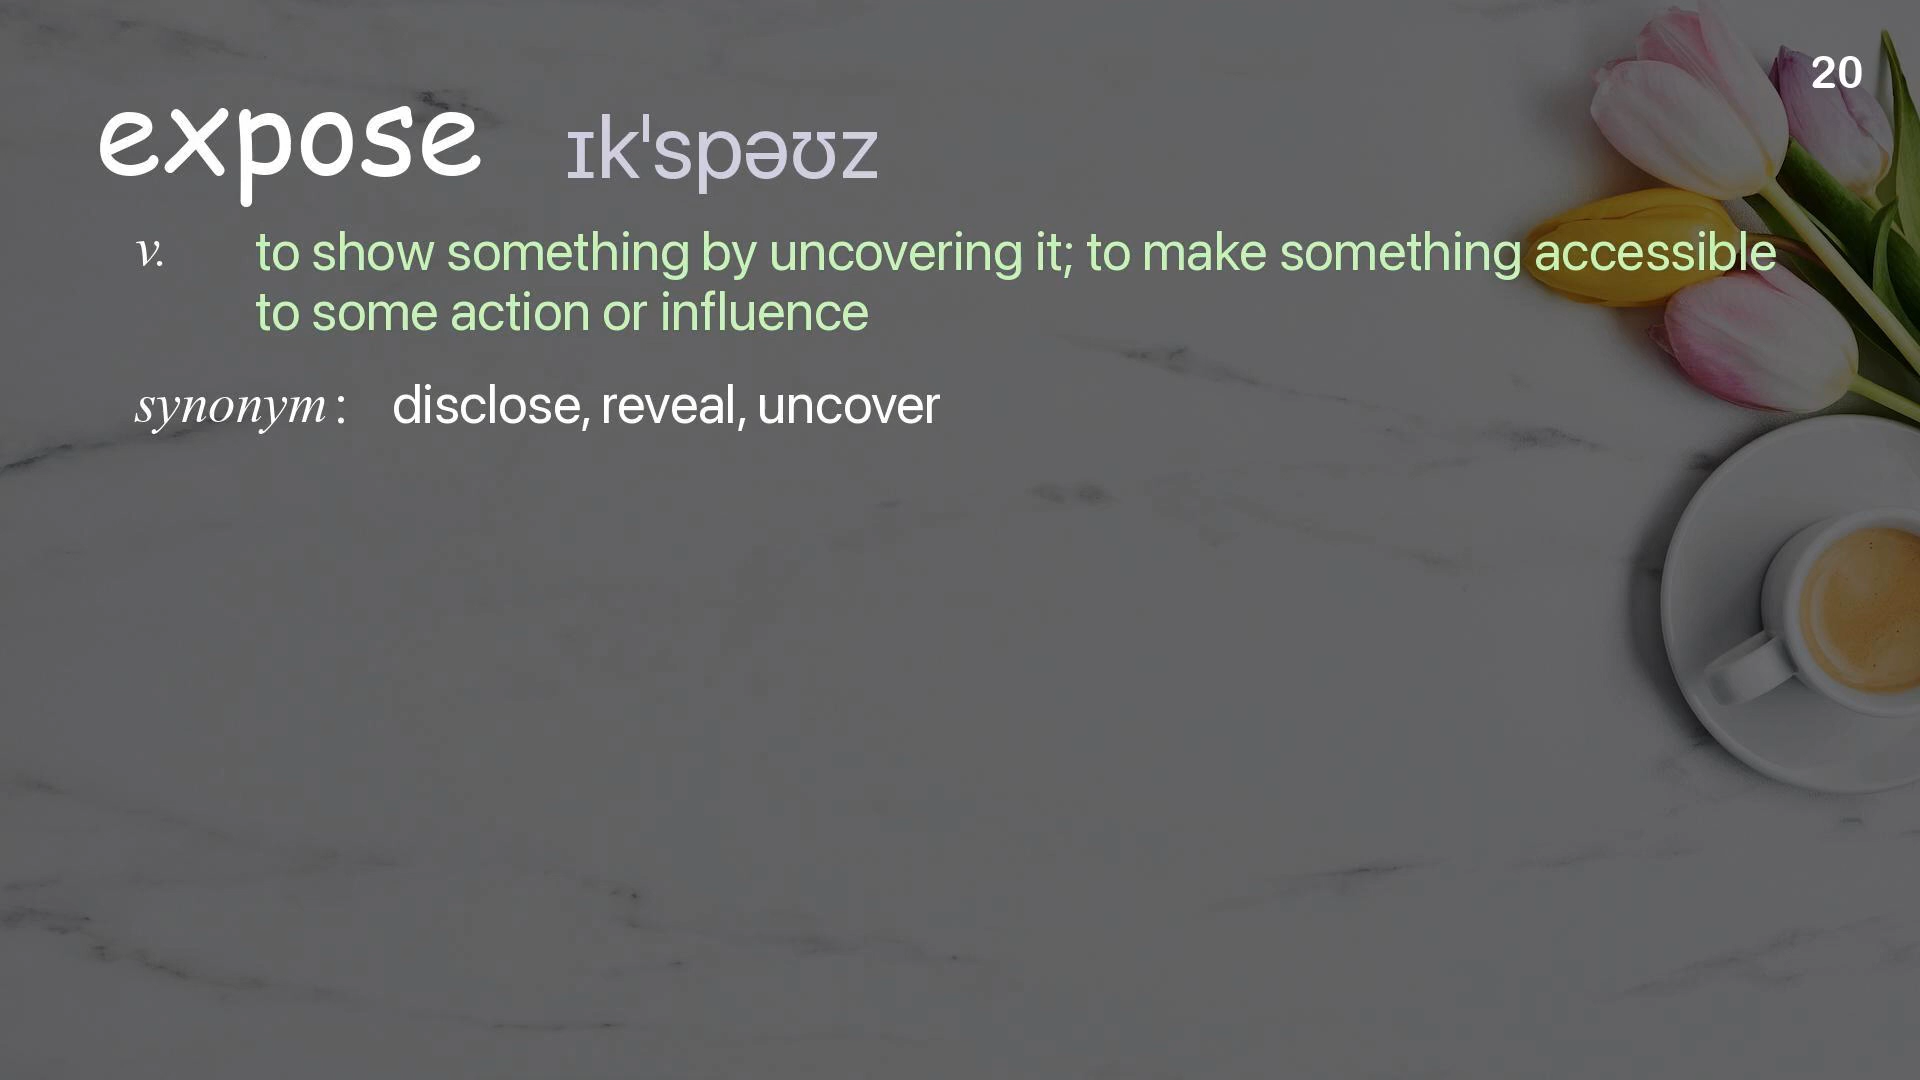 20
expose ɪkˈspəʊz
v. to show something by uncovering it; to make something accessible
to some action or influence
synonym : disclose, reveal, uncover